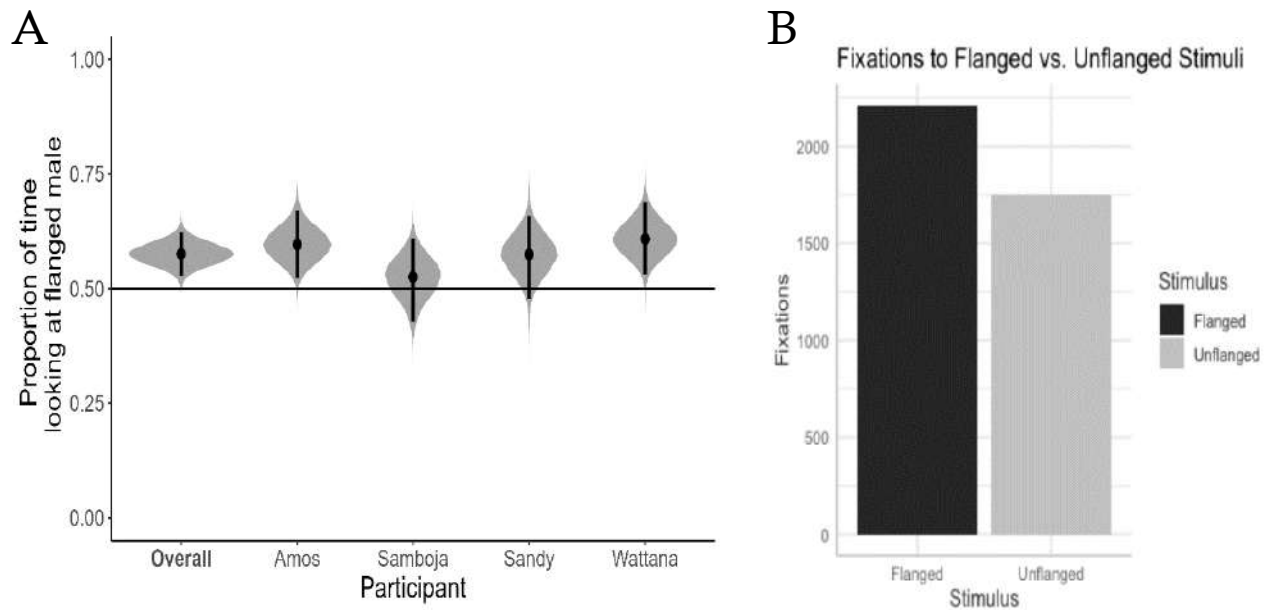 A
Proportion of time
looking at flanged male
1.00
0.75
0.50
0.25
0.00
Overall Amos Samboja Sandy Wattana
Participant
B
Fixations to Flanged vs. Unflanged Stimuli
Fixations
2000
1500
1000
500
0
Flanged Unflanged
Stimulus
Stimulus
Flanged
Unflanged